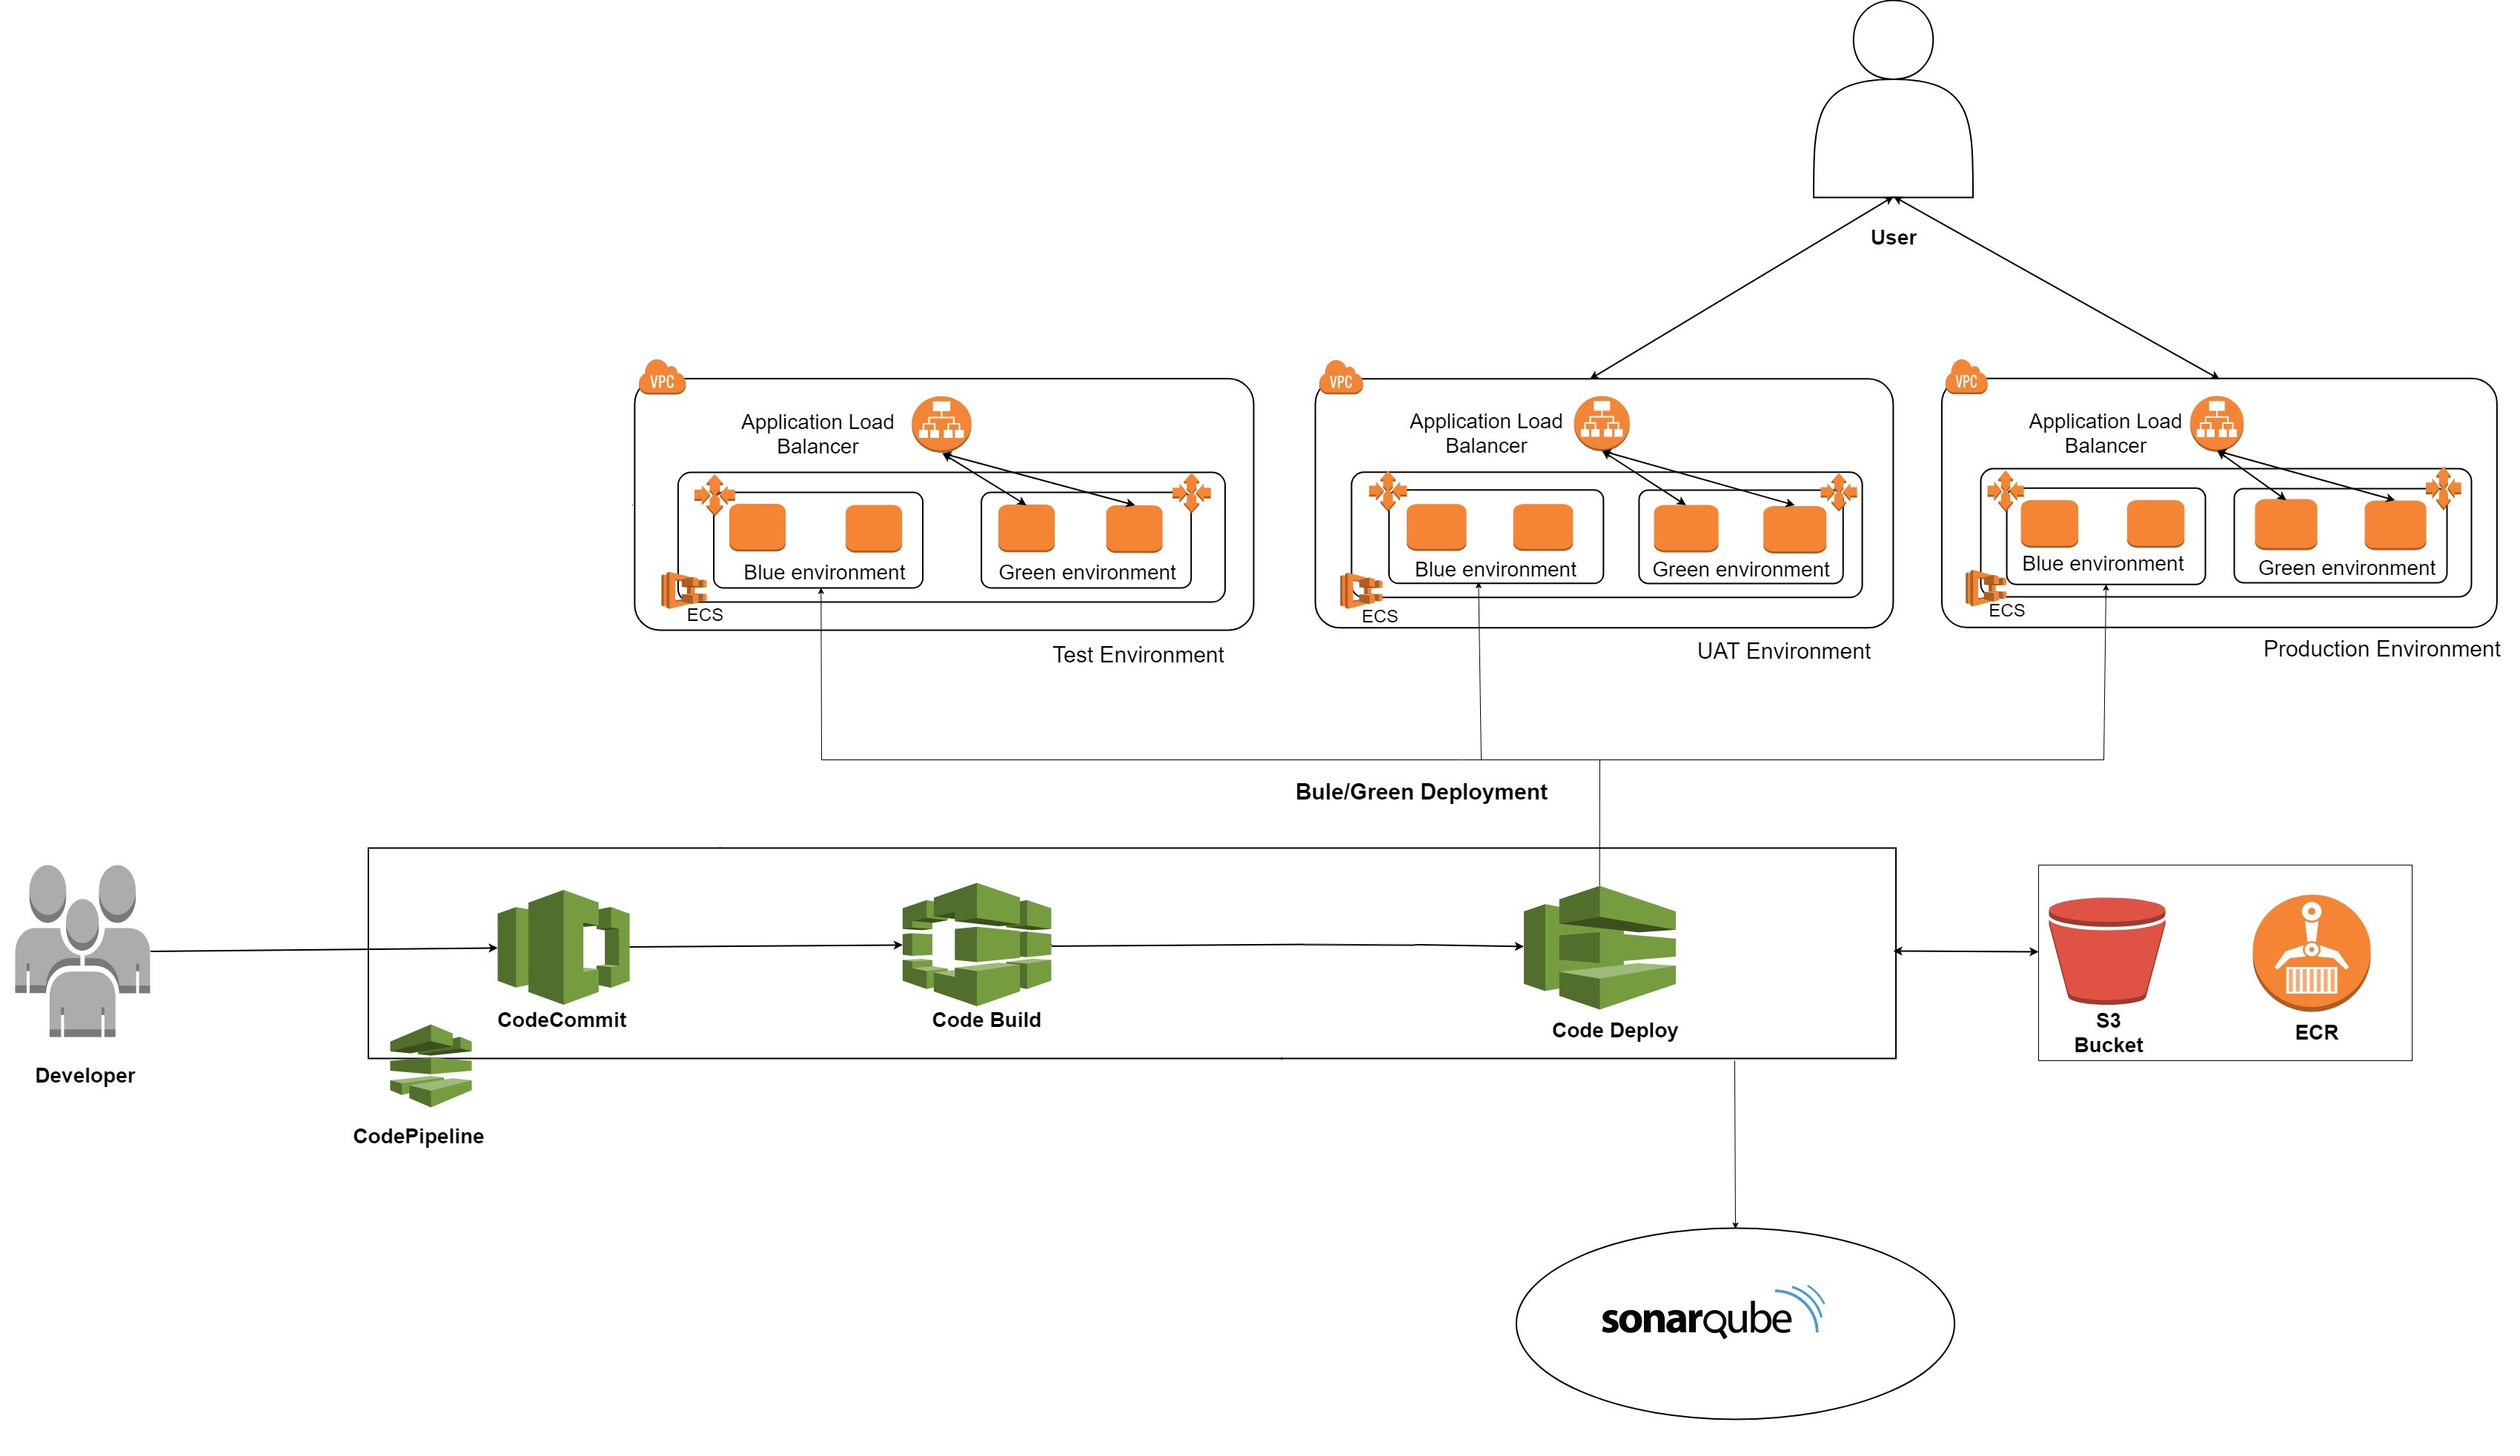 User
VPC
Application Load
Balancer
Blue environment
Green environment
ECS
Test Environment
VPC
Application Load
Balancer
Blue environment
Green environment
ECS
UAT Environment
VPC
Application Load
Balancer
Blue environment
Green environment
ECS
Production Environment
Bule/Green Deployment
Developer
CodeCommit
Code Build
Code Deploy
CodePipeline
S3
Bucket
ECR
sonarqube